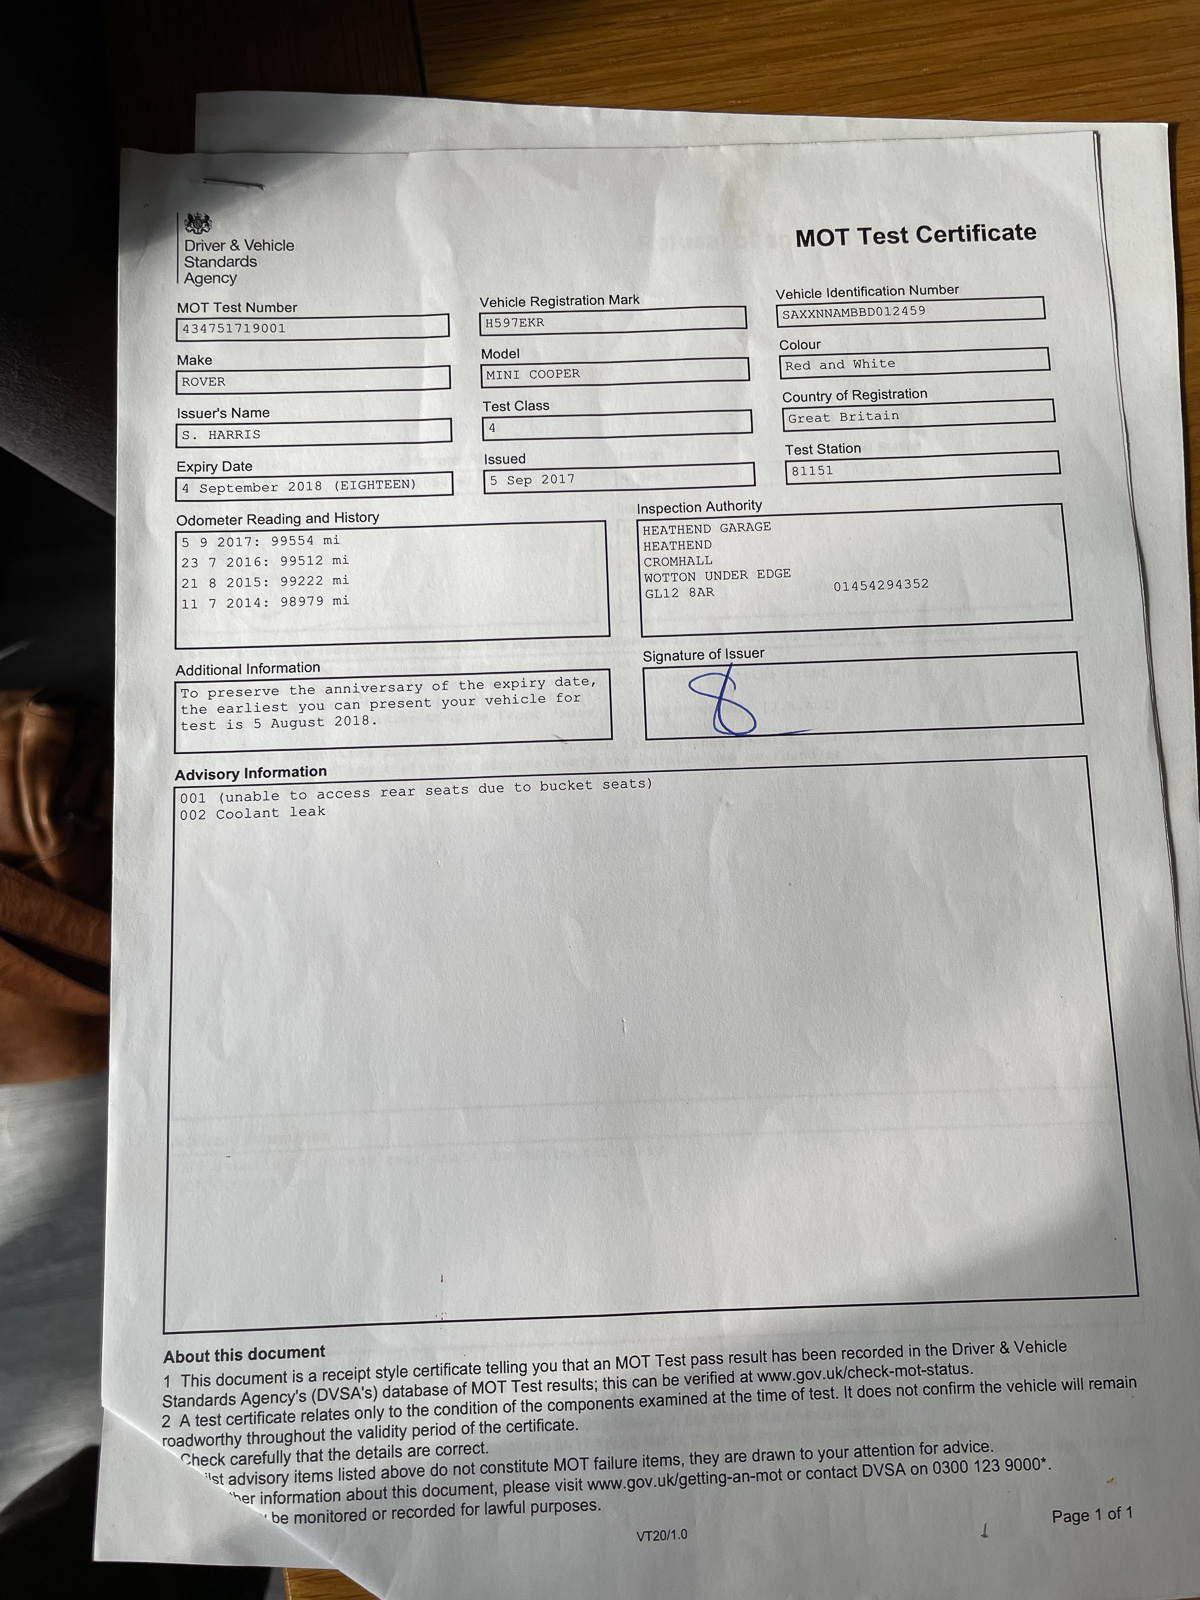 Driver & Vehicle
Standards
Agency
MOT Test Certificate
MOT Test Number
434751719001
Vehicle Registration Mark
H597EKR
Vehicle Identification Number
SAXXNNAMBBD012459
Make
ROVER
Model
MINI COOPER
Colour
Red and White
Issuer's Name
S. HARRIS
Test Class
4
Country of Registration
Great Britain
Expiry Date
4 September 2018 (EIGHTEEN)
Issued
5 Sep 2017
Test Station
81151
Odometer Reading and History
5 9 2017: 99554 mi
23 7 2016: 99512 mi
21 8 2015: 99222 mi
11 7 2014: 98979 mi
Inspection Authority
HEATHEND GARAGE
HEATHEND
CROMHALL
WOTTON UNDER EDGE
GL12 8AR 01454294352
Additional Information
To preserve the anniversary of the expiry date,
the earliest you can present your vehicle for
test is 5 August 2018.
Signature of Issuer
Advisory Information
001 (unable to access rear seats due to bucket seats)
002 Coolant leak
About this document
1 This document is a receipt style certificate telling you that an MOT Test pass result has been recorded in the Driver & Vehicle
Standards Agency's (DVSA's) database of MOT Test results; this can be verified at www.gov.uk/check-mot-status.
2 A test certificate relates only to the condition of the components examined at the time of test. It does not confirm the vehicle will remain
roadworthy throughout the validity period of the certificate.
Check carefully that the details are correct.
advisory items listed above do not constitute MOT failure items, they are drawn to your attention for advice.
information about this document, please visit www.gov.uk/getting-an-mot or contact DVSA on 0300 123 9000*.
be monitored or recorded for lawful purposes.
VT20/1.0
Page 1 of 1